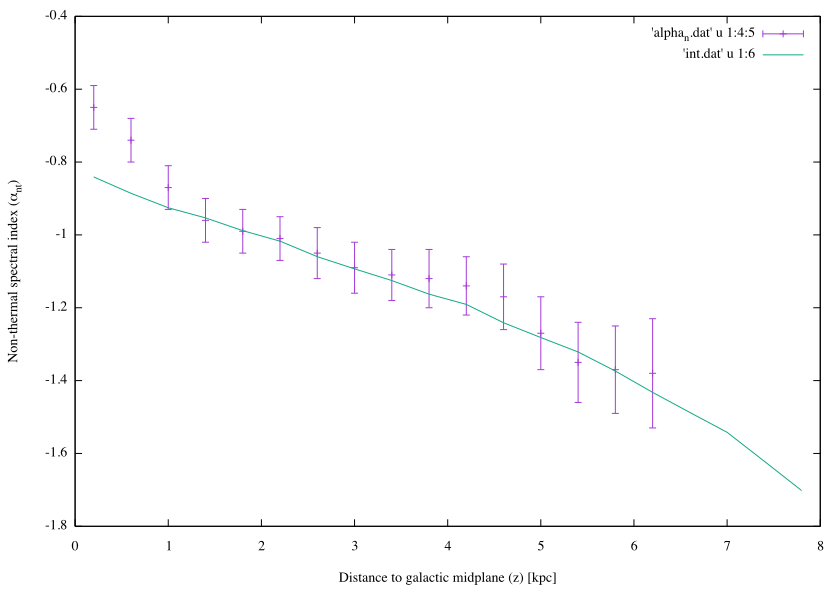 'alphan.dat' u 1:4:5
'int.dat' u 1:6
-0.4
-0.6
-0.8
-1
-1.2
-1.4
-1.6
-1.8
Non-thermal spectral index (αnt)
0 1 2 3 4 5 6 7 8
Distance to galactic midplane (z) [kpc]